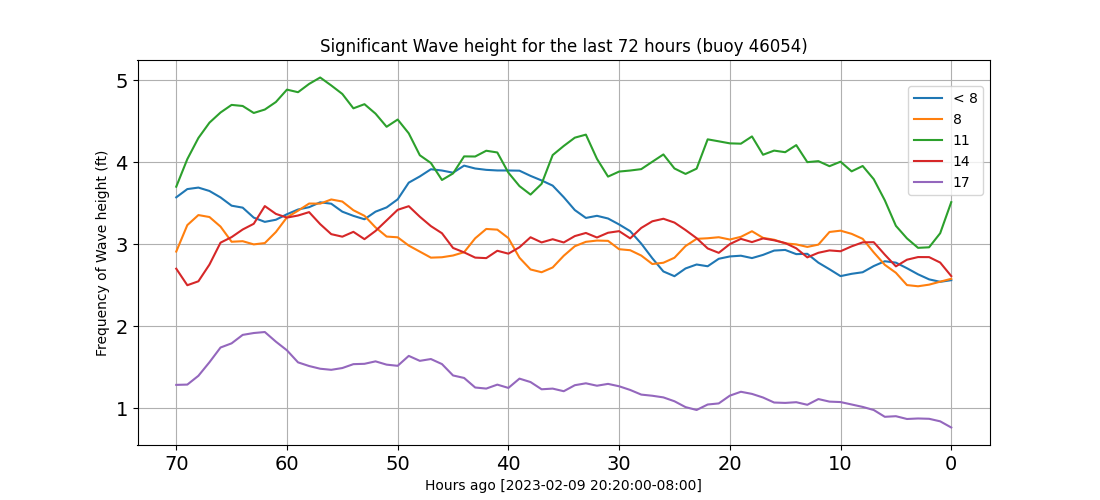 Significant Wave height for the last 72 hours (buoy 46054)
Frequency of Wave height (ft)
5
4
3
2
1
< 8
8
11
14
17
70 60 50 40 30 20 10 0
Hours ago [2023-02-09 20:20:00-08:00]